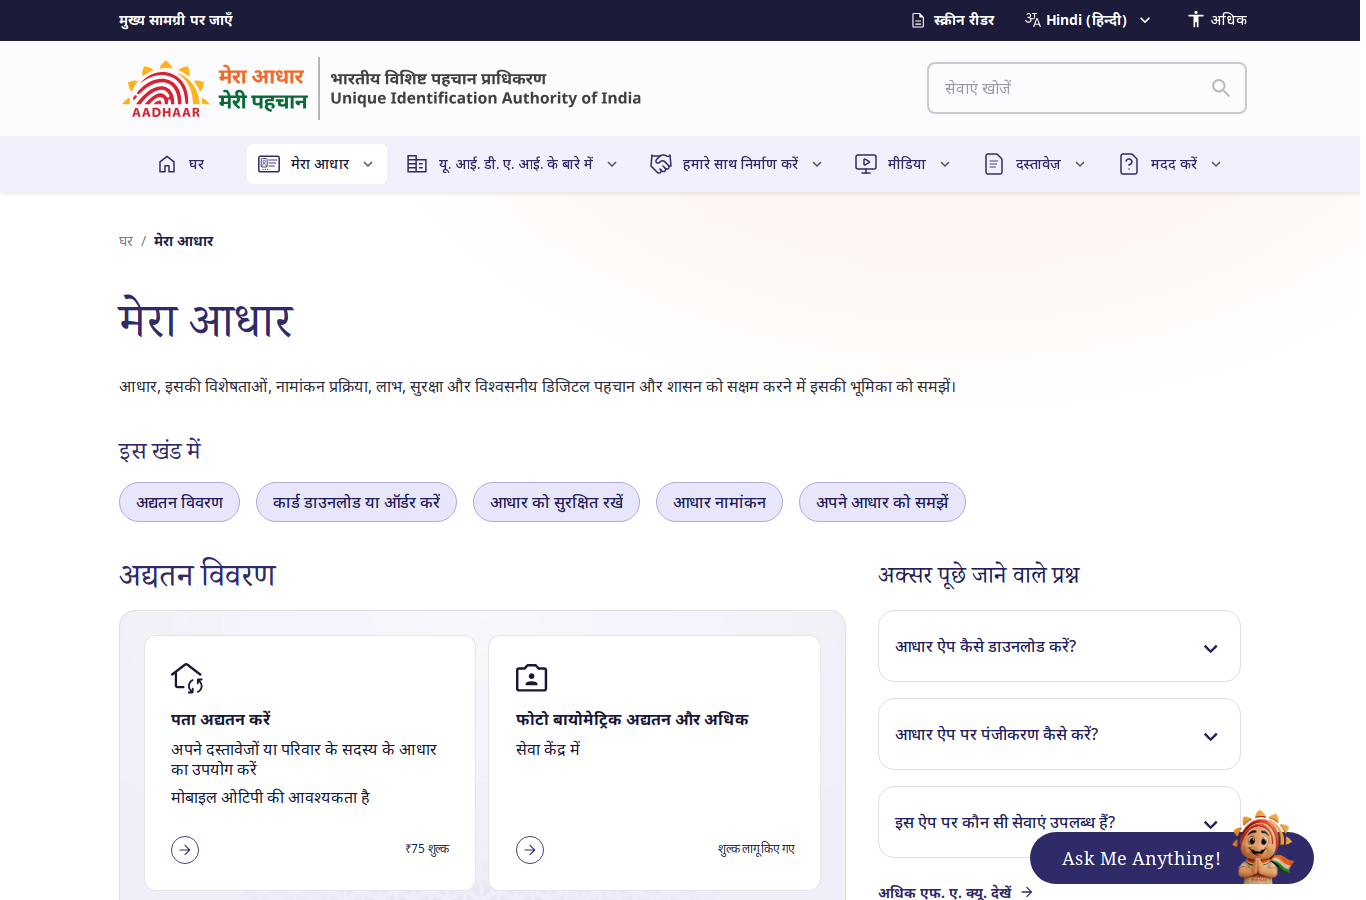 मुख्य सामग्री पर जाएँ
स्क्रीन रीडर
Hindi (हिन्दी)
अधिक
AADHAAR
मेरा आधार
मेरी पहचान
भारतीय विशिष्ट पहचान प्राधिकरण
Unique Identification Authority of India
सेवाएं खोजें
घर
मेरा आधार
यू. आई. डी. ए. आई. के बारे में
हमारे साथ निर्माण करें
मीडिया
दस्तावेज़
मदद करें
घर / मेरा आधार
मेरा आधार
आधार, इसकी विशेषताओं, नामांकन प्रक्रिया, लाभ, सुरक्षा और विश्वसनीय डिजिटल पहचान और शासन को सक्षम करने में इसकी भूमिका को समझें।
इस खंड में
अद्यतन विवरण
कार्ड डाउनलोड या ऑर्डर करें
आधार को सुरक्षित रखें
आधार नामांकन
अपने आधार को समझें
अद्यतन विवरण
पता अद्यतन करें
अपने दस्तावेजों या परिवार के सदस्य के आधार
का उपयोग करें
मोबाइल ओटिपी की आवश्यकता है
₹75 शुल्क
फोटो बायोमेट्रिक अद्यतन और अधिक
सेवा केंद्र में
शुल्क लागू किए गए
अक्सर पूछे जाने वाले प्रश्न
आधार ऐप कैसे डाउनलोड करें?
आधार ऐप पर पंजीकरण कैसे करें?
इस ऐप पर कौन सी सेवाएं उपलब्ध हैं?
Ask Me Anything!
अधिक एफ. ए. क्यू. देखें